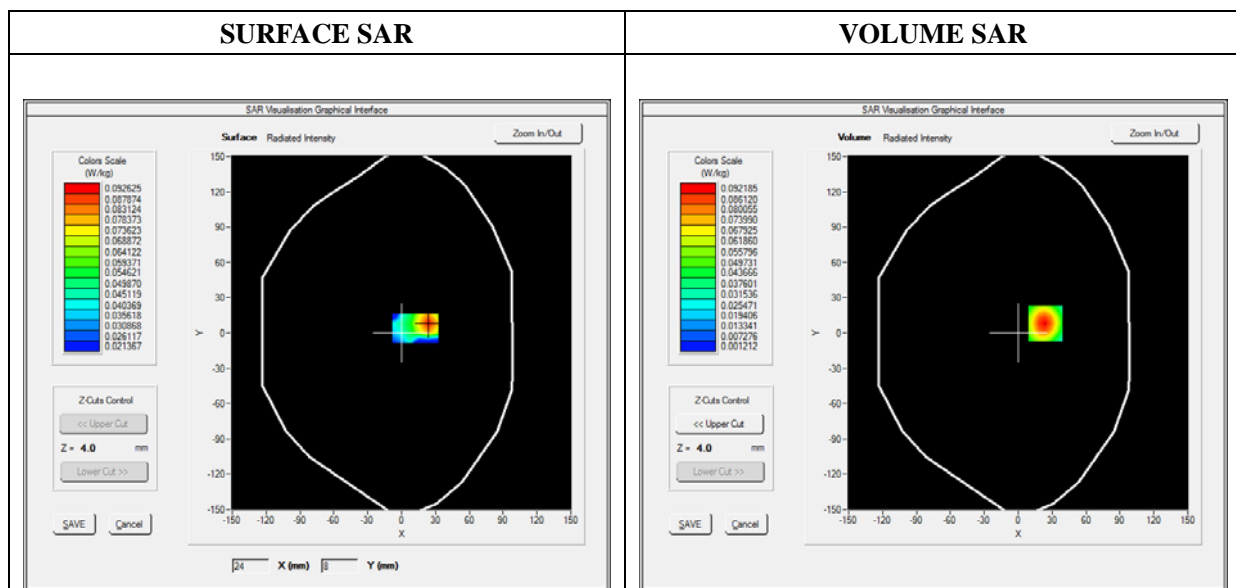 SURFACE SAR
VOLUME SAR
SAR Visualisation Graphical Interface
Surface Radiated Intensity
Zoom In/Out
Colors Scale
(W/kg)
0.092625
0.087874
0.083124
0.078373
0.073623
0.068872
0.064122
0.059371
0.054621
0.049870
0.045119
0.040369
0.035618
0.030868
0.026117
0.021367
Z-Cuts Control
<< Upper Cut
Z = 4.0 mm
Lower Cut >>
SAVE Cancel
150
120
90
60
30
0
-30
-60
-90
-120
-150
Y
-150 -120 -90 -60 -30 0 30 60 90 120 150
X
24 X (mm) 8 Y (mm)
SAR Visualisation Graphical Interface
Volume Radiated Intensity
Zoom In/Out
Colors Scale
(W/kg)
0.092185
0.086120
0.080055
0.073990
0.067925
0.061860
0.055796
0.049731
0.043666
0.037601
0.031536
0.025471
0.019406
0.013341
0.007276
0.001212
Z-Cuts Control
<< Upper Cut
Z = 4.0 mm
Lower Cut >>
SAVE Cancel
150
120
90
60
30
0
-30
-60
-90
-120
-150
Y
-150 -120 -90 -60 -30 0 30 60 90 120 150
X